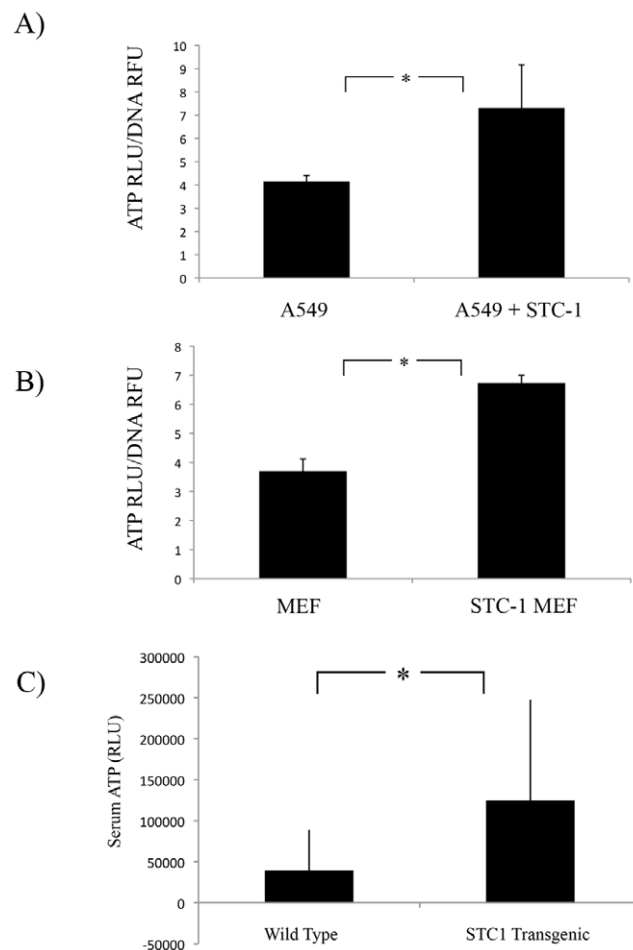 A)
ATP RLU/DNA RFU
10
9
8
7
6
5
4
3
2
1
0
*
A549
A549 + STC-1
B)
ATP RLU/DNA RFU
8
7
6
5
4
3
2
1
0
*
MEF
STC-1 MEF
C)
Serum ATP (RLU)
300000
250000
200000
150000
100000
50000
0
-50000
*
Wild Type
STC1 Transgenic